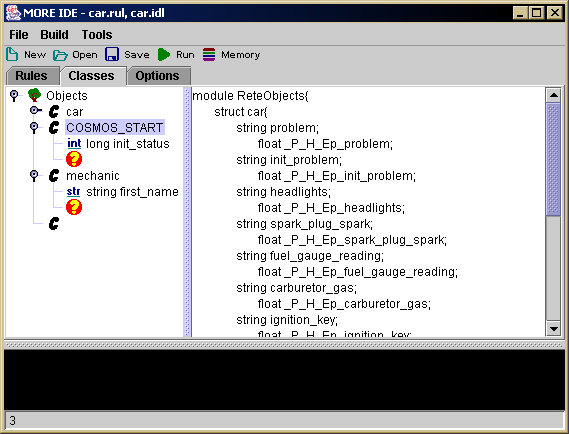 MORE IDE - car.rul, car.idl
File Build Tools
New Open Save Run Memory
Rules Classes Options
Objects
C car
C COSMOS_START
int long init_status
?
C mechanic
str string first_name
?
C
module ReteObjects{
struct car{
string problem;
float _P_H_Ep_problem;
string init_problem;
float _P_H_Ep_init_problem;
string headlights;
float _P_H_Ep_headlights;
string spark_plug_spark;
float _P_H_Ep_spark_plug_spark;
string fuel_gauge_reading;
float _P_H_Ep_fuel_gauge_reading;
string carburetor_gas;
float _P_H_Ep_carburetor_gas;
string ignition_key;
float _P_H_Ep_ignition_key;
3